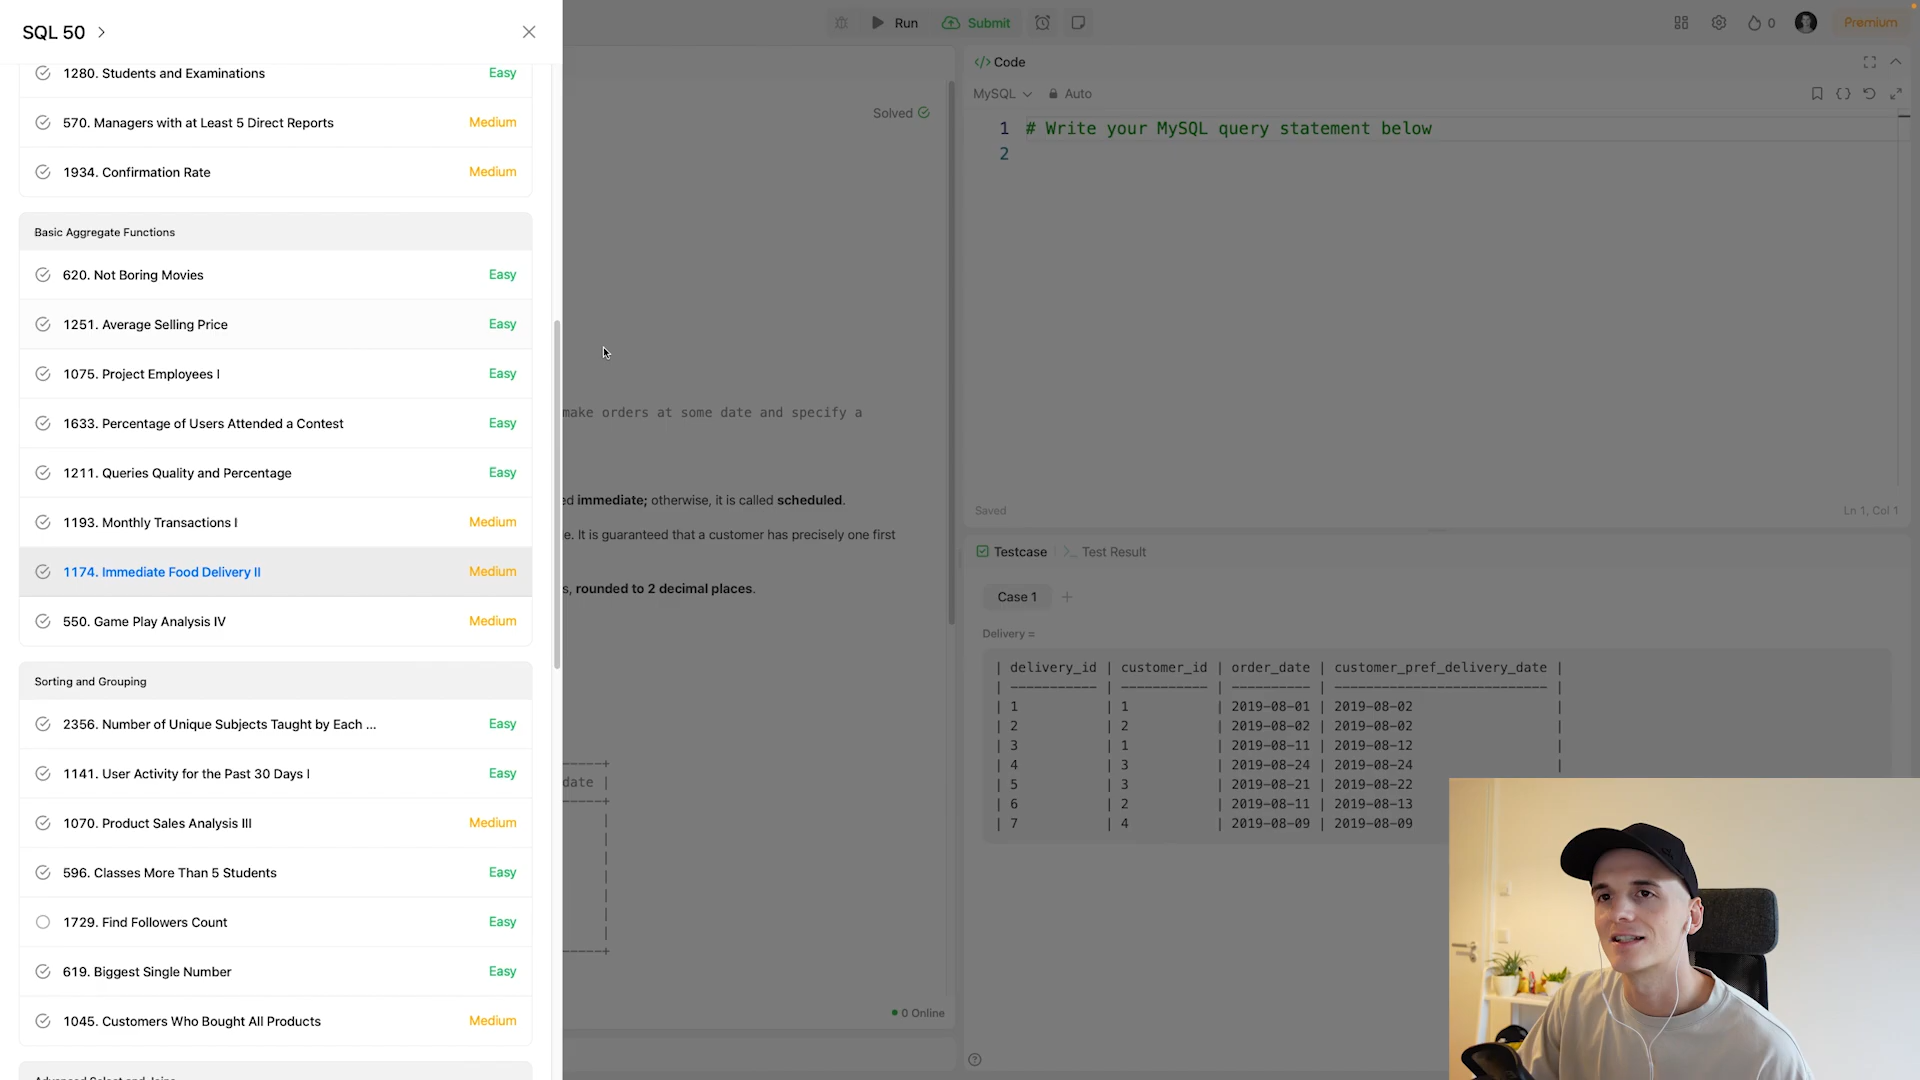 SQL 50
1280. Students and Examinations Easy
570. Managers with at Least 5 Direct Reports Medium
1934. Confirmation Rate Medium
Basic Aggregate Functions
620. Not Boring Movies Easy
1251. Average Selling Price Easy
1075. Project Employees I Easy
1633. Percentage of Users Attended a Contest Easy
1211. Queries Quality and Percentage Easy
1193. Monthly Transactions I Medium
1174. Immediate Food Delivery II Medium
550. Game Play Analysis IV Medium
Sorting and Grouping
2356. Number of Unique Subjects Taught by Each ... Easy
1141. User Activity for the Past 30 Days I Easy
1070. Product Sales Analysis III Medium
596. Classes More Than 5 Students Easy
1729. Find Followers Count Easy
619. Biggest Single Number Easy
1045. Customers Who Bought All Products Medium
Run Submit 0 Premium
Solved
make orders at some date and specify a
ed immediate; otherwise, it is called scheduled.
e. It is guaranteed that a customer has precisely one first
s, rounded to 2 decimal places.
-----+
date |
-----+
|
|
|
|
|
|
|
-----+
0 Online
</> Code
MySQL Auto
1 # Write your MySQL query statement below
2
Saved Ln 1, Col 1
Testcase >_ Test Result
Case 1 +
Delivery =
| delivery_id | customer_id | order_date | customer_pref_delivery_date |
| ----------- | ----------- | ---------- | --------------------------- |
| 1 | 1 | 2019-08-01 | 2019-08-02 |
| 2 | 2 | 2019-08-02 | 2019-08-02 |
| 3 | 1 | 2019-08-11 | 2019-08-12 |
| 4 | 3 | 2019-08-24 | 2019-08-24 |
| 5 | 3 | 2019-08-21 | 2019-08-22
| 6 | 2 | 2019-08-11 | 2019-08-13
| 7 | 4 | 2019-08-09 | 2019-08-09